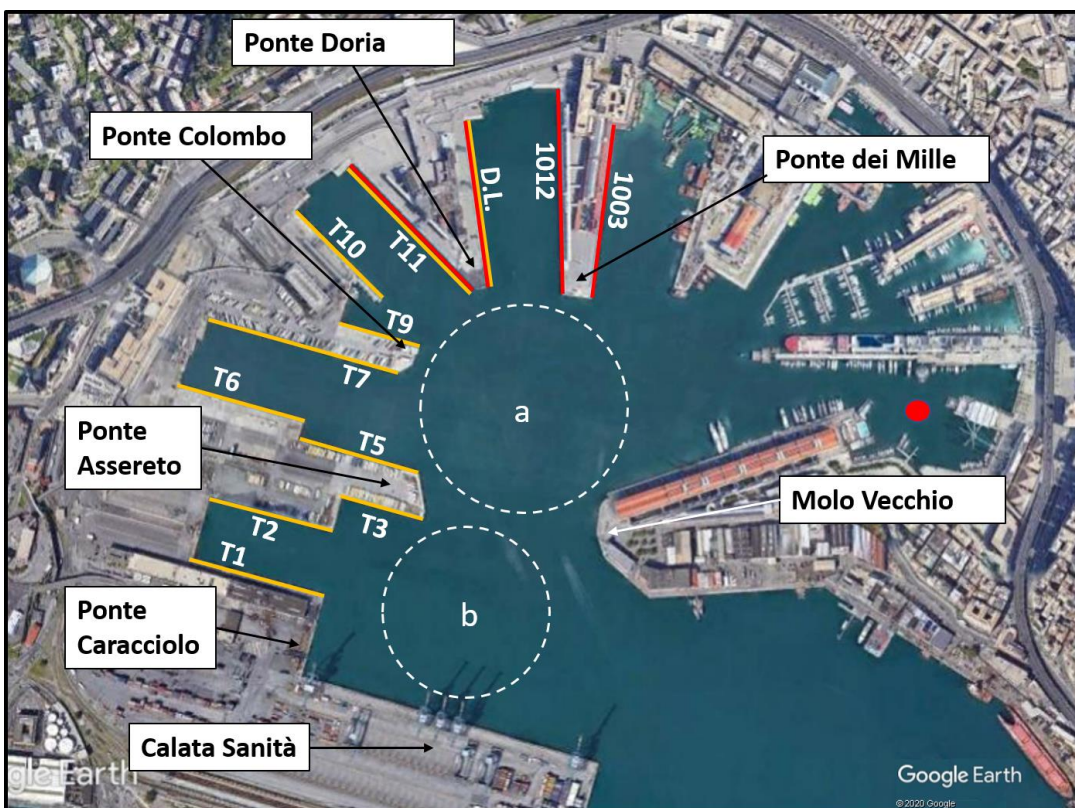 Ponte Doria
Ponte Colombo
Ponte dei Mille
D.L.
1012
1003
T11
T10
T9
T7
T6
a
Ponte
Assereto
T5
Molo Vecchio
T3
T2
T1
b
Ponte
Caracciolo
Calata Sanità
gle Earth
Google Earth
© 2020 Google